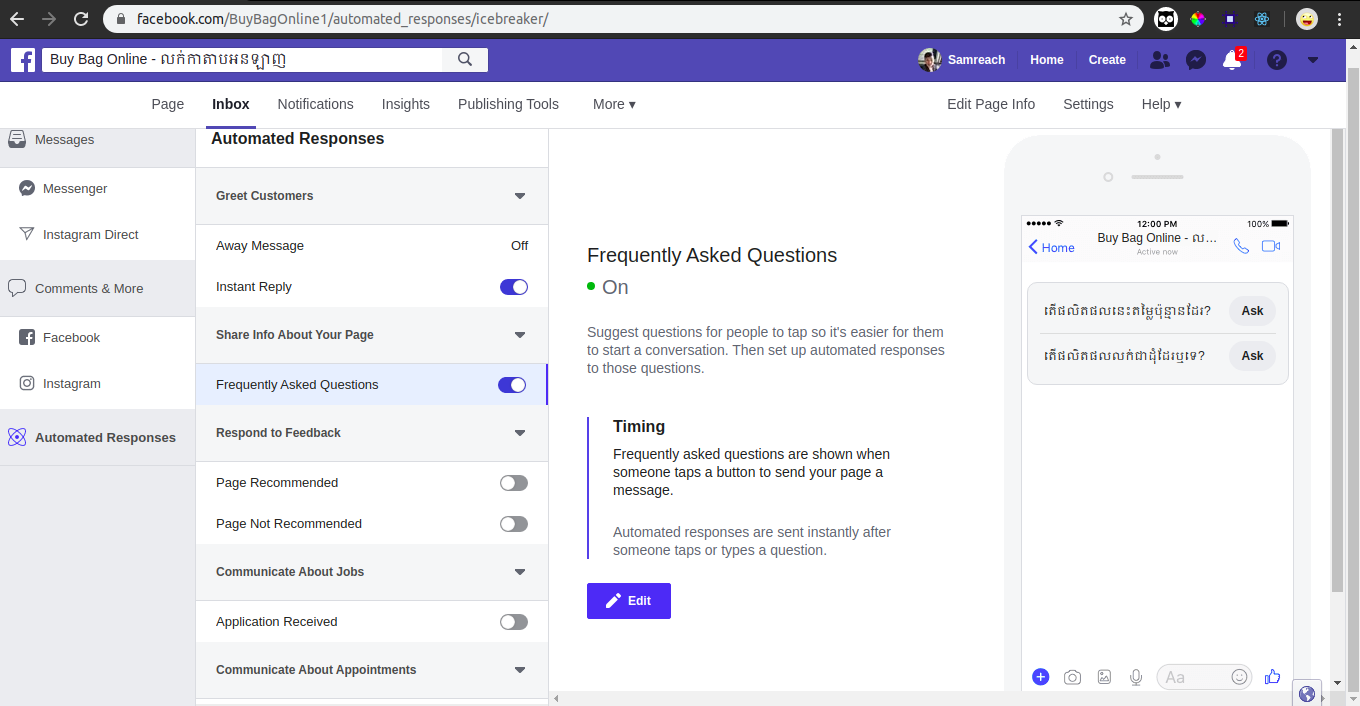 facebook.com/BuyBagOnline1/automated_responses/icebreaker/
Buy Bag Online - លក់កាតាបអនឡាញ
Samreach
Home
Create
2
Page
Inbox
Notifications
Insights
Publishing Tools
More ▾
Edit Page Info
Settings
Help ▾
Messages
Messenger
Instagram Direct
Comments & More
Facebook
Instagram
Automated Responses
Automated Responses
Greet Customers
Away Message
Off
Instant Reply
Share Info About Your Page
Frequently Asked Questions
Respond to Feedback
Page Recommended
Page Not Recommended
Communicate About Jobs
Application Received
Communicate About Appointments
Frequently Asked Questions
On
Suggest questions for people to tap so it's easier for them
to start a conversation. Then set up automated responses
to those questions.
Timing
Frequently asked questions are shown when
someone taps a button to send your page a
message.
Automated responses are sent instantly after
someone taps or types a question.
Edit
12:00 PM
100%
Home
Buy Bag Online - ល...
Active now
តើផលិតផលនេះតម្លៃប៉ុន្មានដែរ?
Ask
តើផលិតផលលក់ជាដុំដែរឬទេ?
Ask
Aa